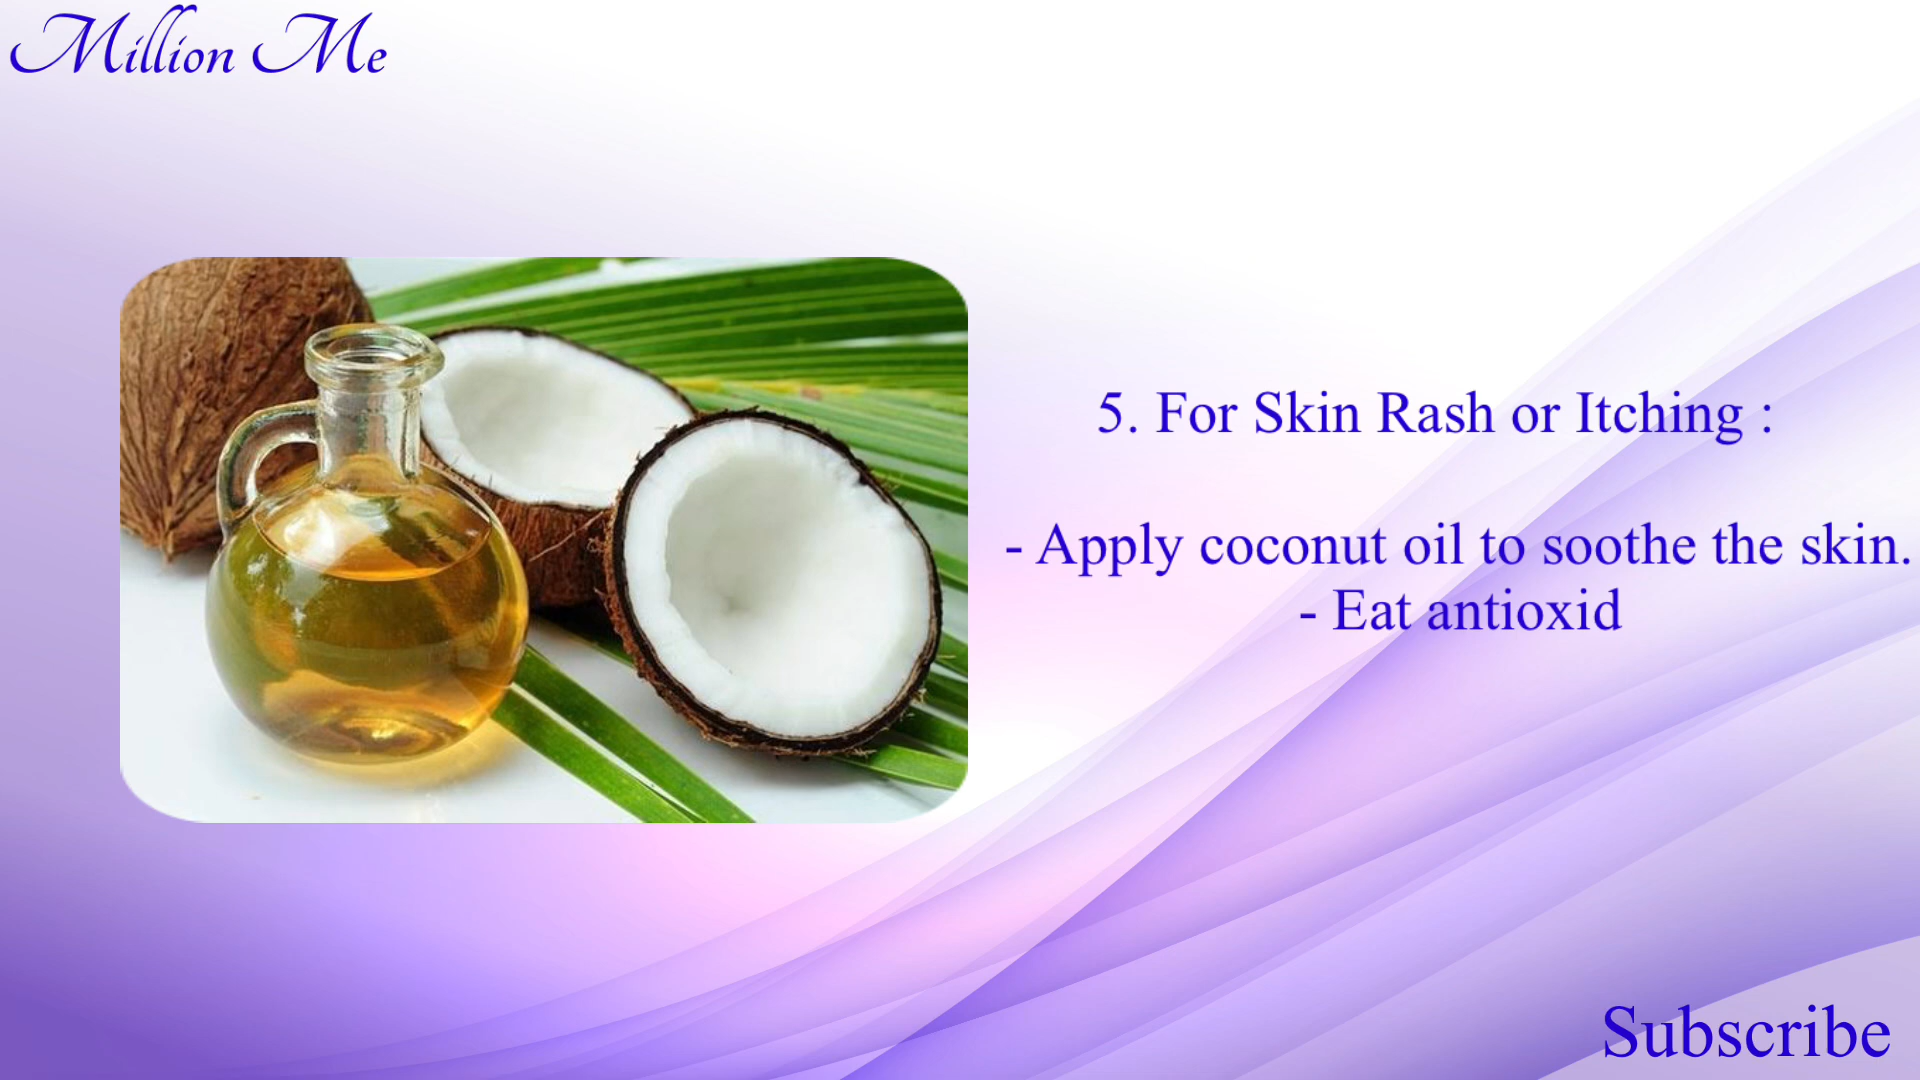 Million Me
5. For Skin Rash or Itching :
- Apply coconut oil to soothe the skin.
- Eat antioxid
Subscribe